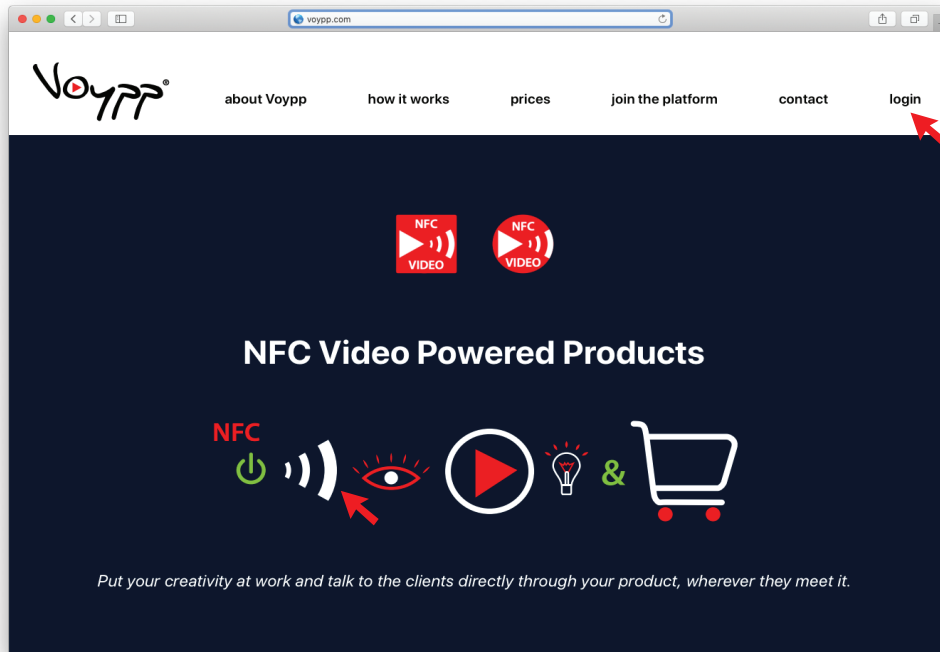 voypp.com
Voypp®
about Voypp how it works prices join the platform contact login
NFC
VIDEO
NFC
VIDEO
NFC Video Powered Products
NFC
&
Put your creativity at work and talk to the clients directly through your product, wherever they meet it.